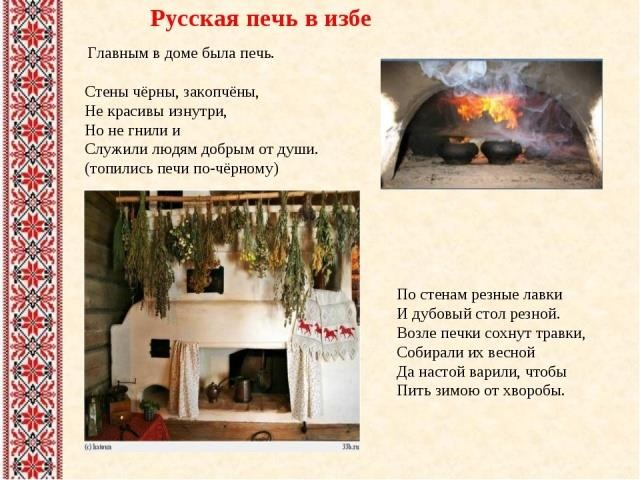 Русская печь в избе
Главным в доме была печь.
Стены чёрны, закопчёны,
Не красивы изнутри,
Но не гнили и
Служили людям добрым от души.
(топились печи по-чёрному)
По стенам резные лавки
И дубовый стол резной.
Возле печки сохнут травки,
Собирали их весной
Да настой варили, чтобы
Пить зимою от хворобы.
(c) hatwun
33b.ru